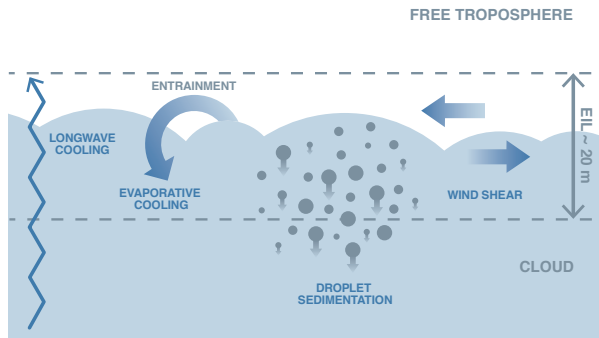 FREE TROPOSPHERE
ENTRAINMENT
LONGWAVE
COOLING
EVAPORATIVE
COOLING
WIND SHEAR
EIL ~ 20 m
CLOUD
DROPLET
SEDIMENTATION